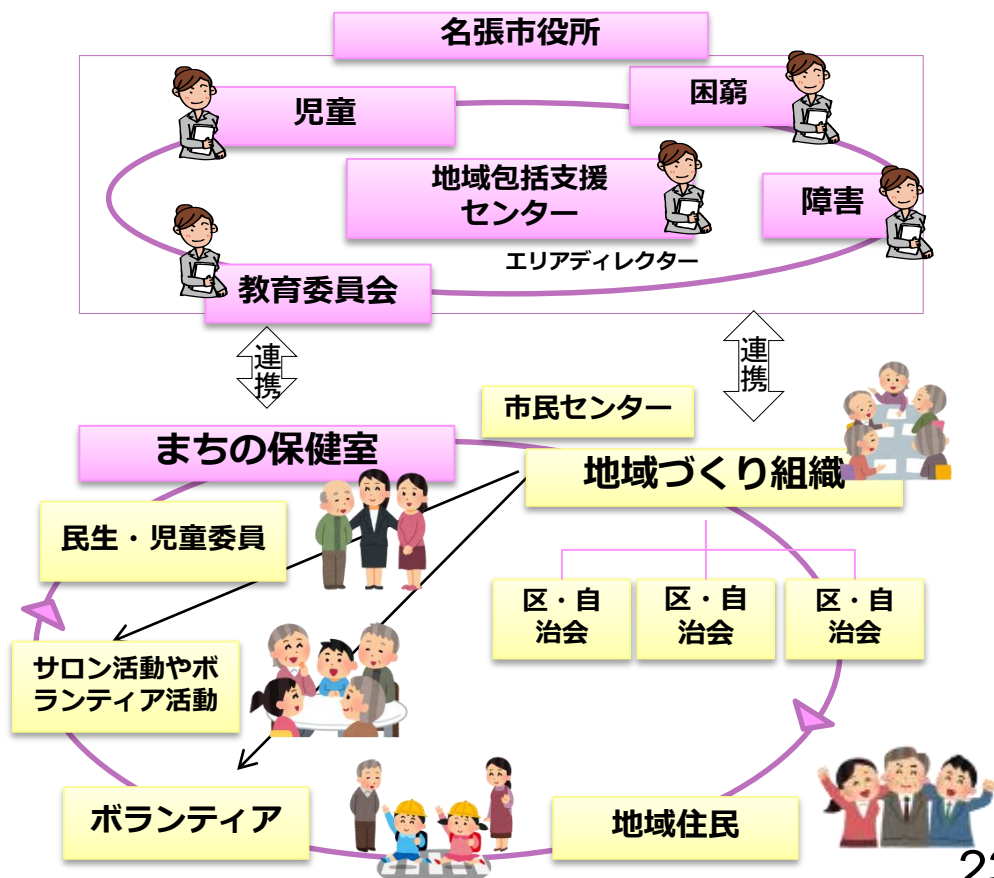 名張市役所
児童
困窮
地域包括支援
センター
障害
エリアディレクター
教育委員会
連
携
連
携
市民センター
まちの保健室
地域づくり組織
民生・児童委員
区・自
治会
区・自
治会
区・自
治会
サロン活動やボ
ランティア活動
ボランティア
地域住民